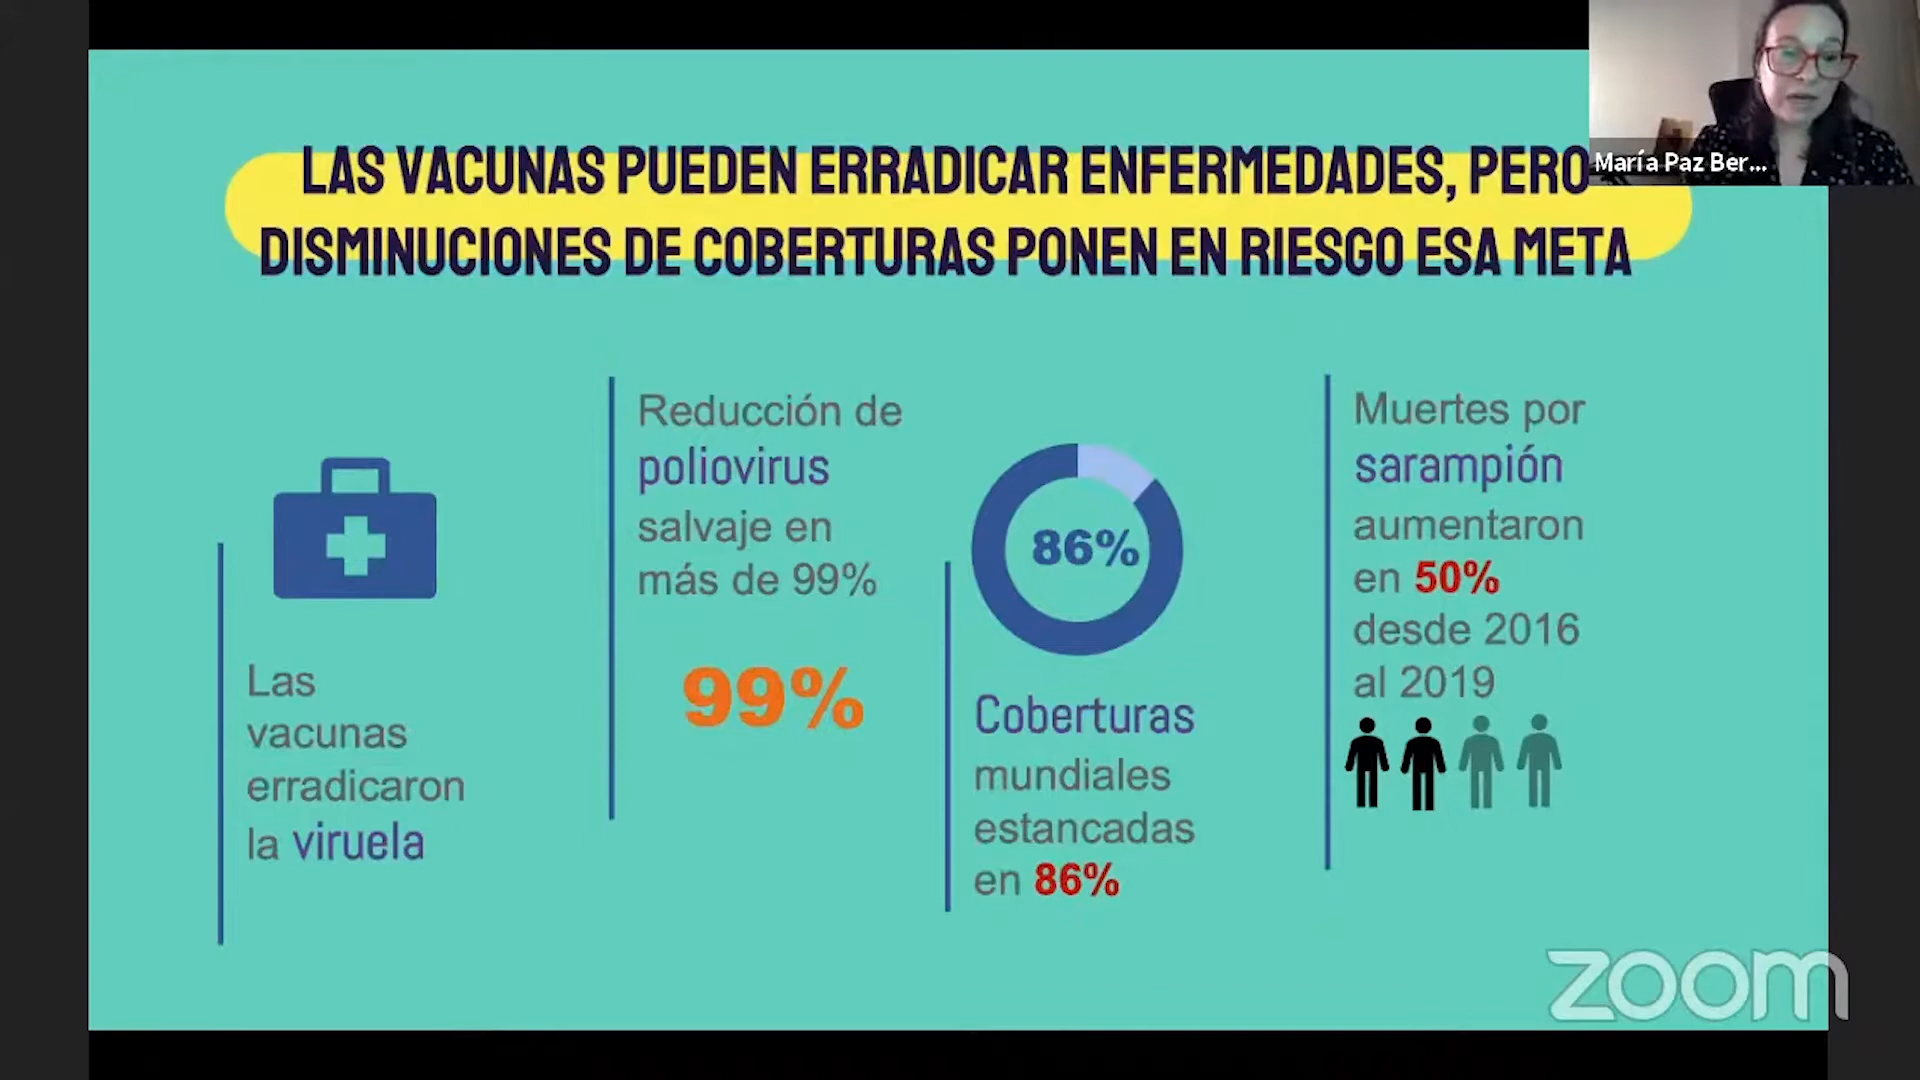 LAS VACUNAS PUEDEN ERRADICAR ENFERMEDADES, PERO
DISMINUCIONES DE COBERTURAS PONEN EN RIESGO ESA META
María Paz Ber...
Las
vacunas
erradicaron
la viruela
Reducción de
poliovirus
salvaje en
más de 99%
99%
86%
Coberturas
mundiales
estancadas
en 86%
Muertes por
sarampión
aumentaron
en 50%
desde 2016
al 2019
zoom